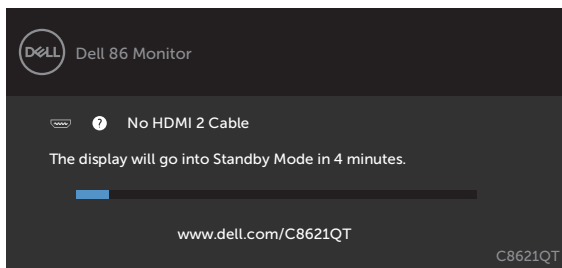 DELL
Dell 86 Monitor
? No HDMI 2 Cable
The display will go into Standby Mode in 4 minutes.
www.dell.com/C8621QT
C8621QT